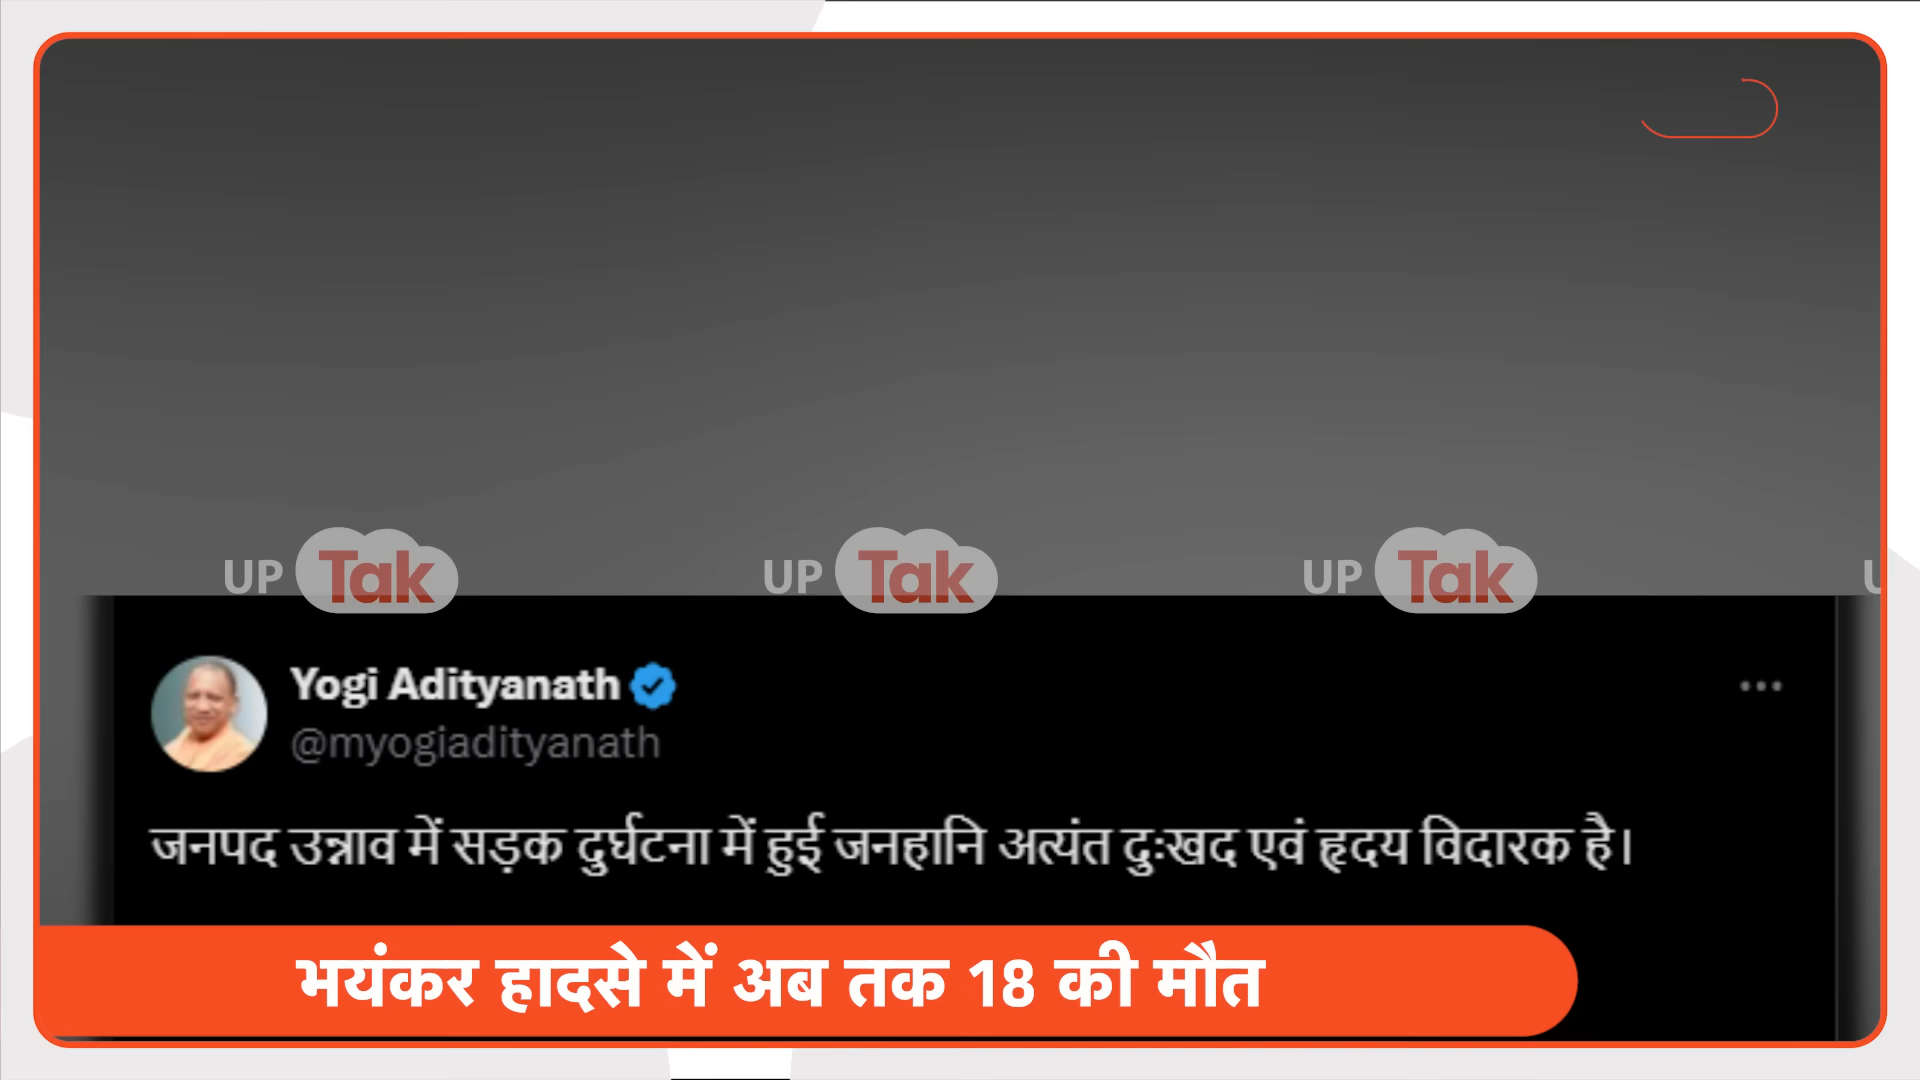 UP Tak UP Tak UP Tak U
Yogi Adityanath
@myogiadityanath
जनपद उन्नाव में सड़क दुर्घटना में हुई जनहानि अत्यंत दुःखद एवं हृदय विदारक है।
भयंकर हादसे में अब तक 18 की मौत